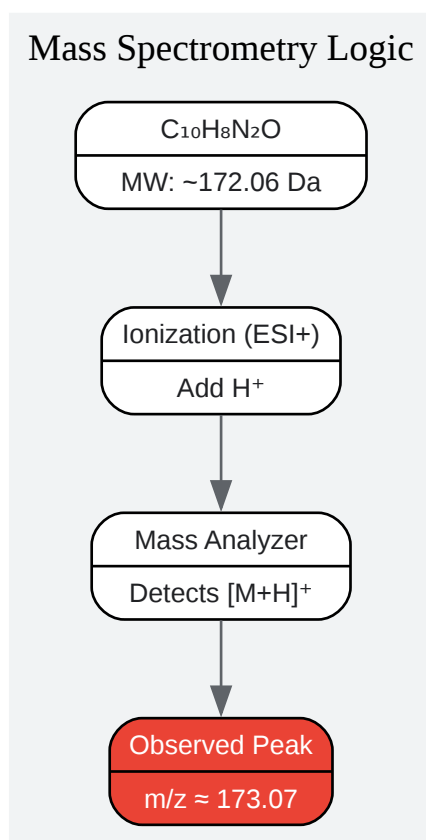 Mass Spectrometry Logic
C₁₀H₈N₂O
MW: ~172.06 Da
Ionization (ESI+)
Add H⁺
Mass Analyzer
Detects [M+H]⁺
Observed Peak
m/z ≈ 173.07